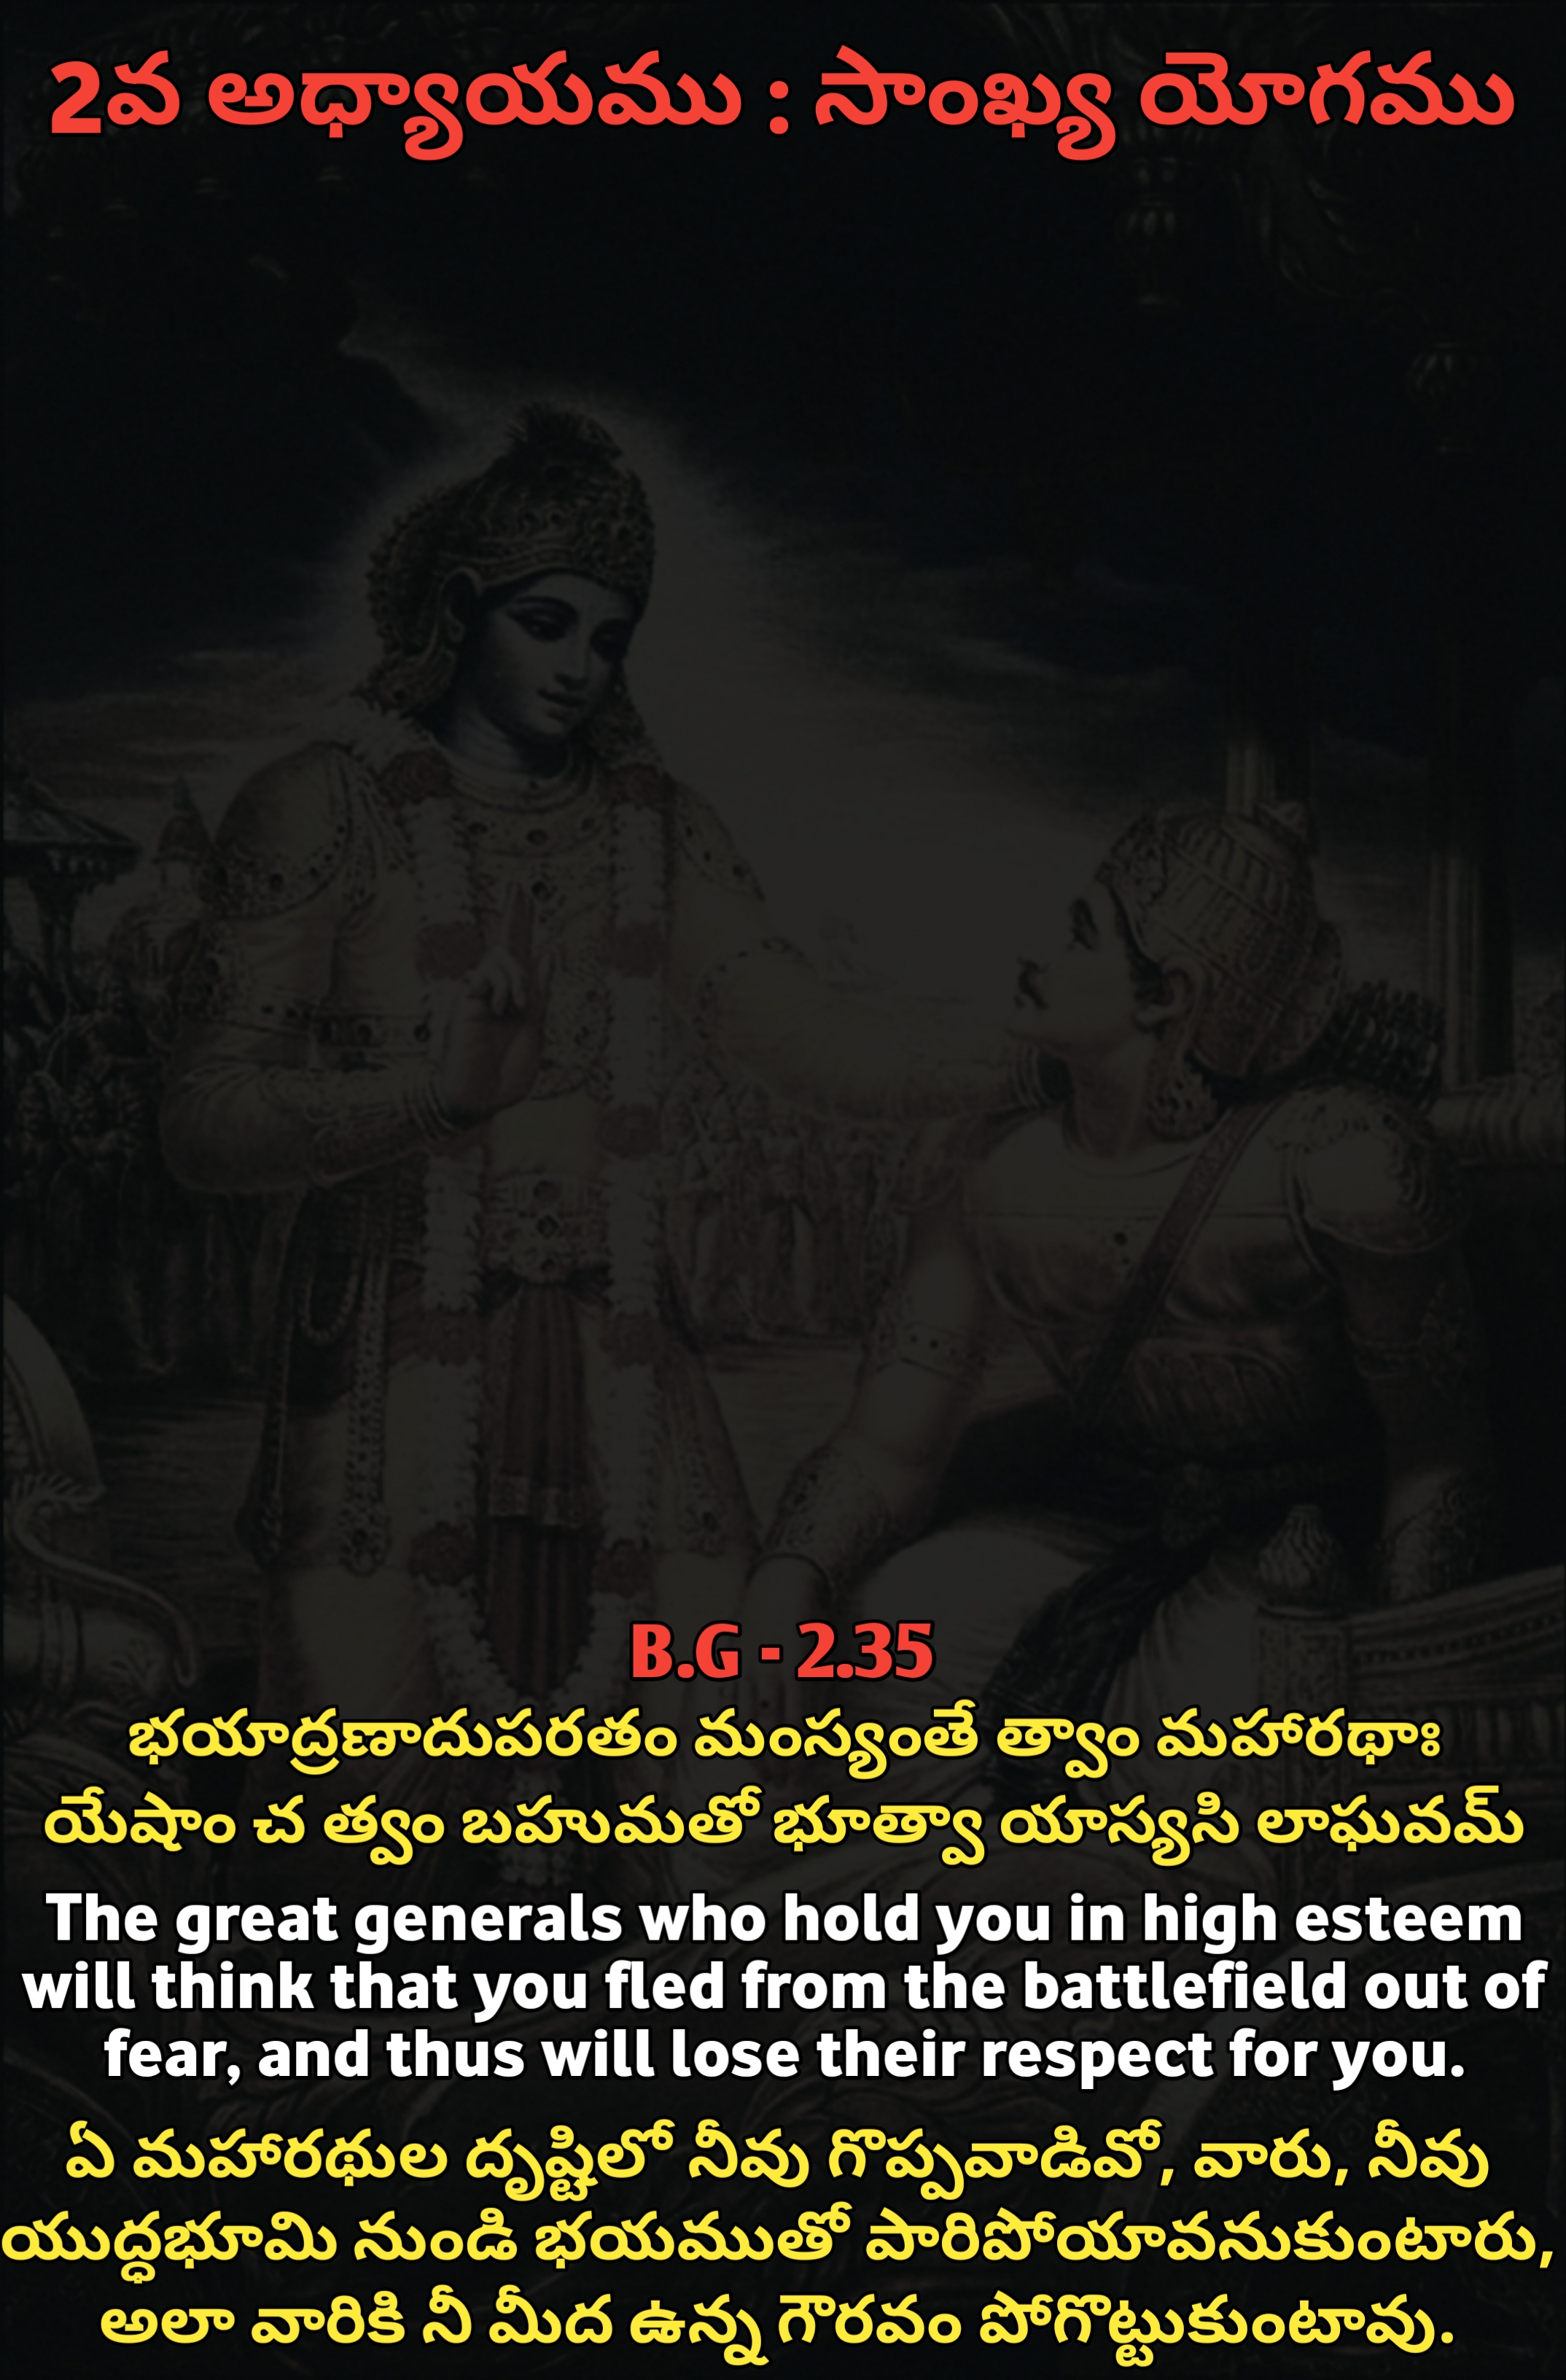 2వ అధ్యాయము : సాంఖ్య యోగము
B.G - 2.35
భయాద్రణాదుపరతం మంస్యంతే త్వాం మహారథాః
యేషాం చ త్వం బహుమతో భూత్వా యాస్యసి లాఘవమ్
The great generals who hold you in high esteem
will think that you fled from the battlefield out of
fear, and thus will lose their respect for you.
ఏ మహారథుల దృష్టిలో నీవు గొప్పవాడివో, వారు, నీవు
యుద్ధభూమి నుండి భయముతో పారిపోయావనుకుంటారు,
అలా వారికి నీ మీద ఉన్న గౌరవం పోగొట్టుకుంటావు.